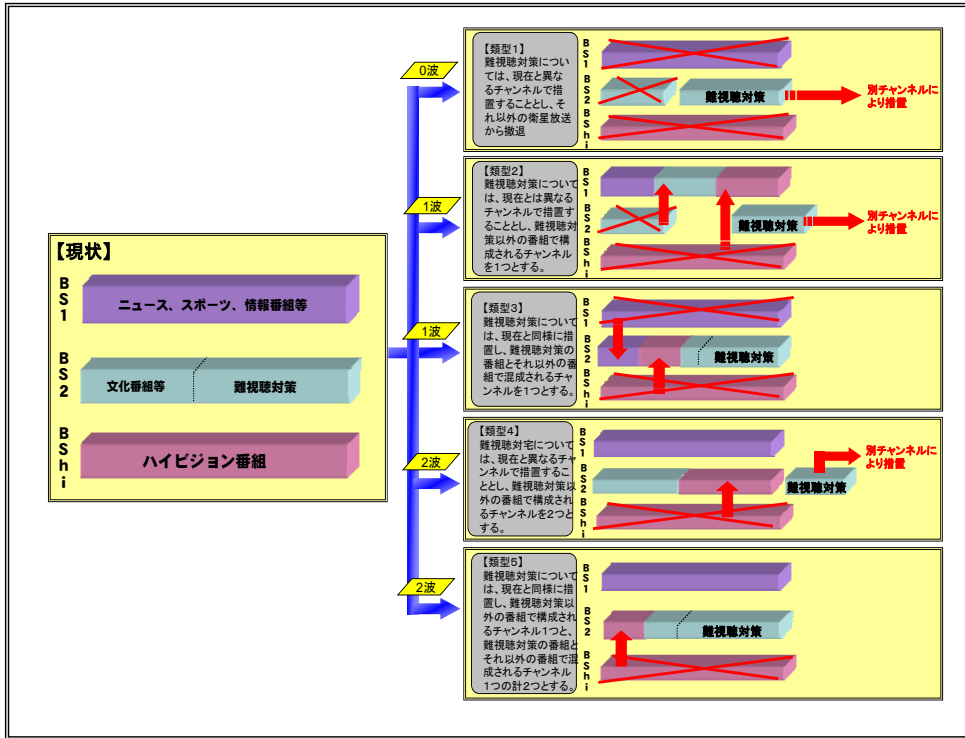 【現状】
BS1
ニュース、スポーツ、情報番組等
BS2
文化番組等
難視聴対策
BShi
ハイビジョン番組
0波
【類型1】
難視聴対策につい
ては、現在と異な
るチャンネルで措
置することとし、そ
れ以外の衛星放送
から撤退
BS1
BS2
難視聴対策
別チャンネルに
より措置
BShi
1波
【類型2】
難視聴対策について
は、現在とは異なる
チャンネルで措置す
ることとし、難視聴対
策以外の番組で構
成されるチャンネル
を1つとする。
BS1
BS2
難視聴対策
別チャンネルに
より措置
BShi
1波
【類型3】
難視聴対策について
は、現在と同様に措
置し、難視聴対策の
番組とそれ以外の番
組で混成されるチャ
ンネルを1つとする。
BS1
BS2
難視聴対策
BShi
2波
【類型4】
難視聴対宅について
は、現在と異なるチャ
ンネルで措置するこ
ととし、難視聴対策以
外の番組で構成され
るチャンネルを2つと
する。
BS1
BS2
難視聴対策
別チャンネルに
より措置
BShi
2波
【類型5】
難視聴対策について
は、現在と同様に措
置し、難視聴対策以
外の番組で構成され
るチャンネル1つと、
難視聴対策の番組と
それ以外の番組で混
成されるチャンネル
1つの計2つとする。
BS1
BS2
難視聴対策
BShi